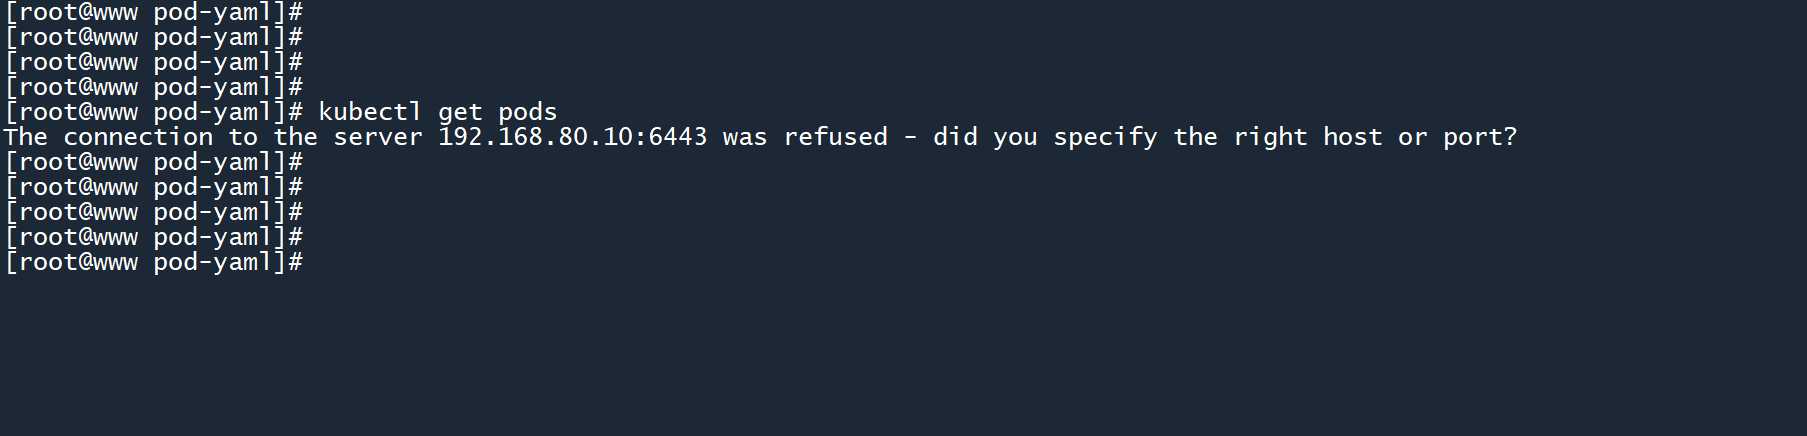 [root@www pod-yaml]#
[root@www pod-yaml]#
[root@www pod-yaml]#
[root@www pod-yaml]#
[root@www pod-yaml]# kubectl get pods
The connection to the server 192.168.80.10:6443 was refused - did you specify the right host or port?
[root@www pod-yaml]#
[root@www pod-yaml]#
[root@www pod-yaml]#
[root@www pod-yaml]#
[root@www pod-yaml]#